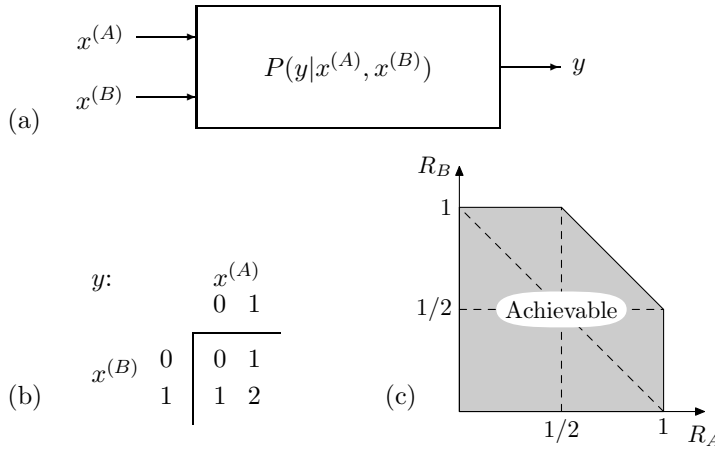 x^(A)
P(y|x^(A), x^(B))
y
x^(B)
(a)
R_B
1
y:
x^(A)
0 1
1/2
Achievable
x^(B)
0
0 1
1
1 2
(b)
(c)
1/2
1
R_A